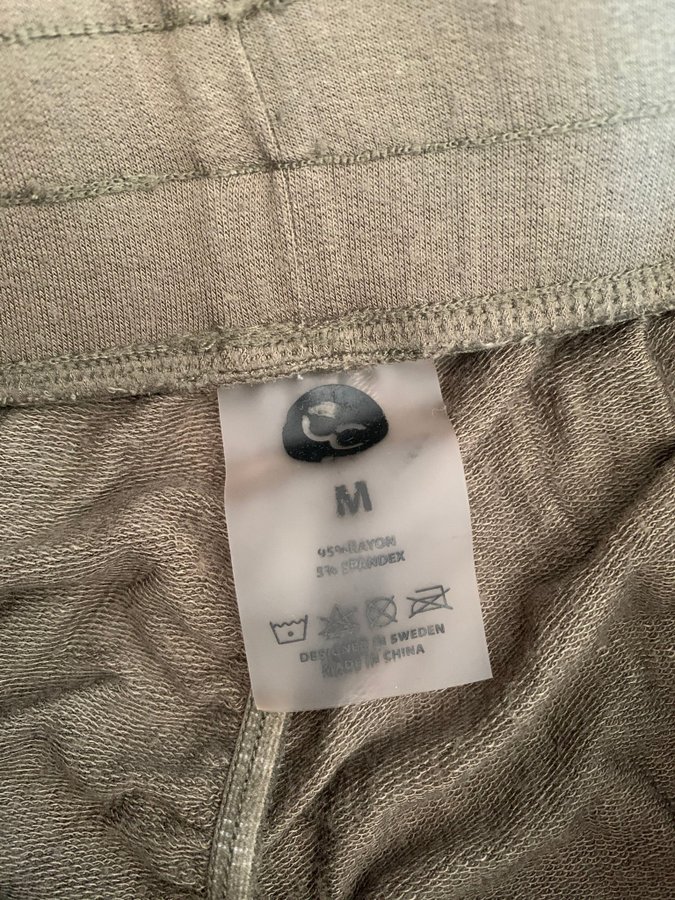 M
95% RAYON
5% SPANDEX
DESIGNED IN SWEDEN
MADE IN CHINA